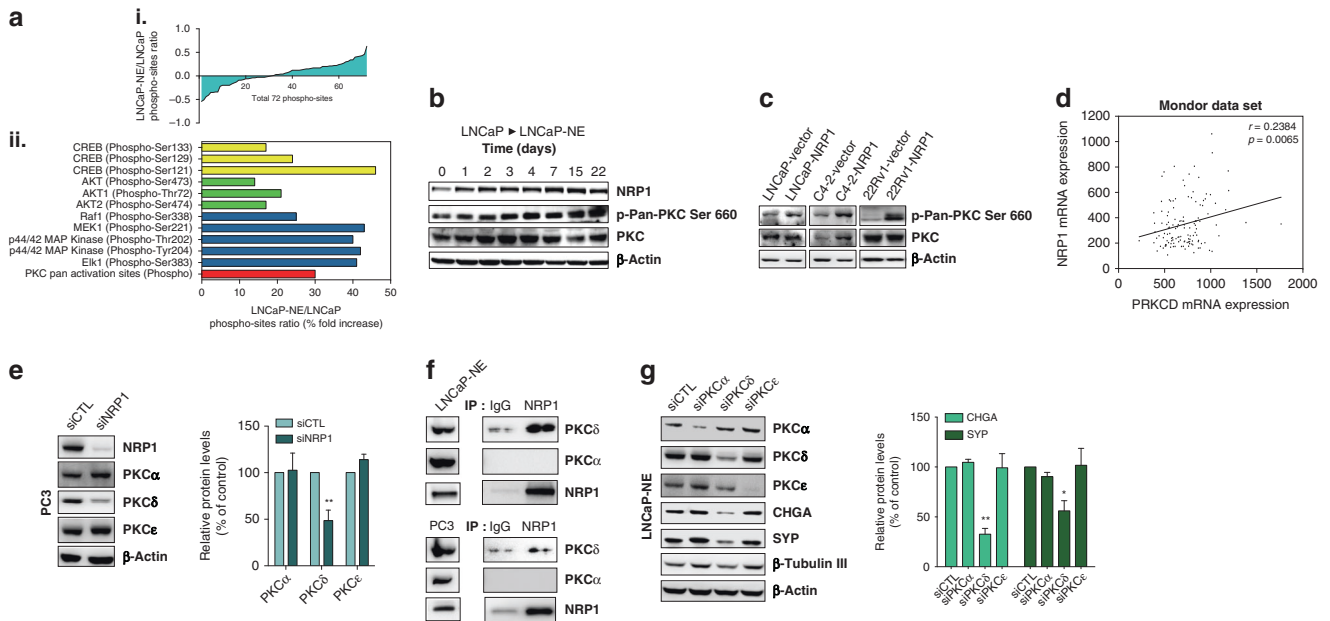 a
i.
LNCaP-NE/LNCaP
phospho-sites ratio
1.0
0.5
0.0
−0.5
−1.0
20
40
60
Total 72 phospho-sites
ii.
CREB (Phospho-Ser133)
CREB (Phospho-Ser129)
CREB (Phospho-Ser121)
AKT (Phospho-Ser473)
AKT1 (Phospho-Thr72)
AKT2 (Phospho-Ser474)
Raf1 (Phospho-Ser338)
MEK1 (Phospho-Ser221)
p44/42 MAP Kinase (Phospho-Thr202)
p44/42 MAP Kinase (Phospho-Tyr204)
Elk1 (Phospho-Ser383)
PKC pan activation sites (Phospho)
0 10 20 30 40 50
LNCaP-NE/LNCaP
phospho-sites ratio (% fold increase)
b
LNCaP ► LNCaP-NE
Time (days)
0 1 2 3 4 7 15 22
NRP1
p-Pan-PKC Ser 660
PKC
β-Actin
c
LNCaP-vector
LNCaP-NRP1
C4-2-vector
C4-2-NRP1
22Rv1-vector
22Rv1-NRP1
p-Pan-PKC Ser 660
PKC
β-Actin
d
Mondor data set
r = 0.2384
p = 0.0065
NRP1 mRNA expression
1200
1000
800
600
400
200
0
0 500 1000 1500 2000
PRKCD mRNA expression
e
siCTL
siNRP1
PC3
NRP1
PKCα
PKCδ
PKCε
β-Actin
Relative protein levels
(% of control)
150
100
50
0
siCTL
siNRP1
**
PKCα
PKCδ
PKCε
f
LNCaP-NE
IP : IgG NRP1
PKCδ
PKCα
NRP1
PC3
IP : IgG NRP1
PKCδ
PKCα
NRP1
g
siCTL
siPKCα
siPKCδ
siPKCε
LNCaP-NE
PKCα
PKCδ
PKCε
CHGA
SYP
β-Tubulin III
β-Actin
Relative protein levels
(% of control)
150
100
50
0
CHGA
SYP
**
*
siCTL
siPKCα
siPKCδ
siPKCε
siCTL
siPKCα
siPKCδ
siPKCε